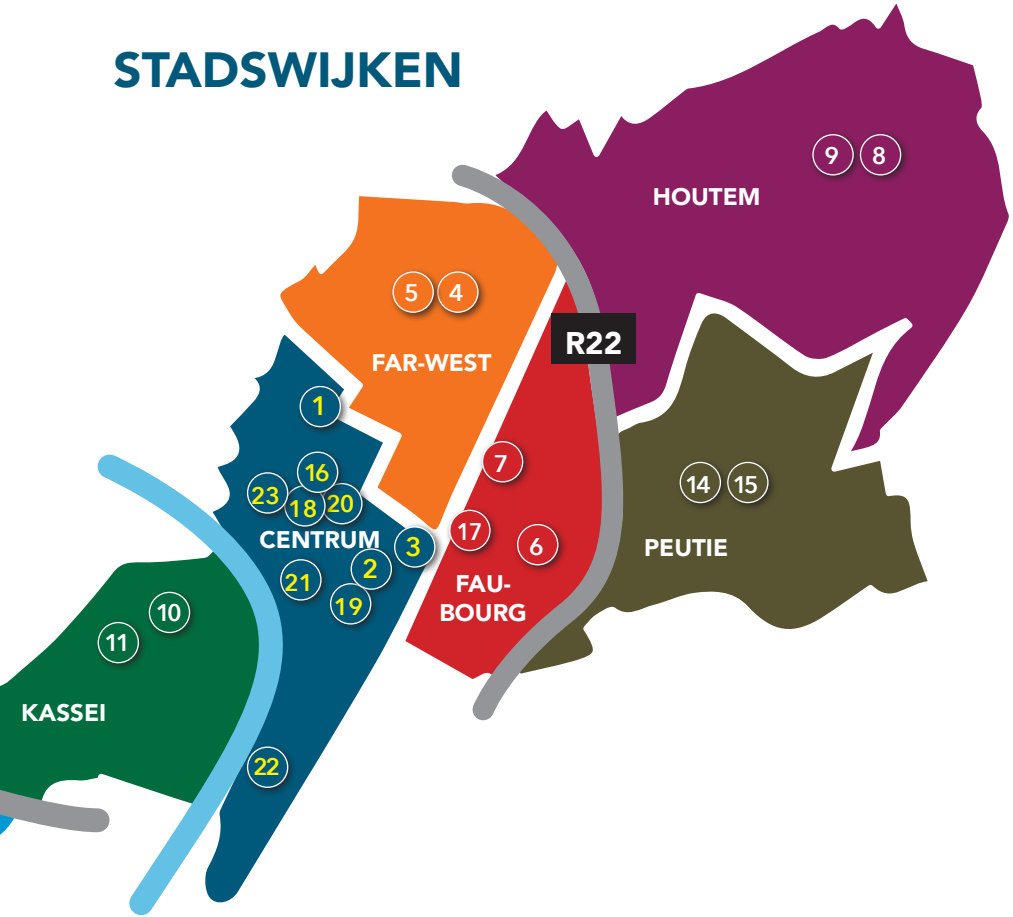 STADSWIJKEN
9 8
HOUTEM
5 4
R22
FAR-WEST
1
7
16
23 18 20
14 15
17
CENTRUM
3
6
PEUTIE
2
21
FAU-
BOURG
19
10
11
KASSEI
22